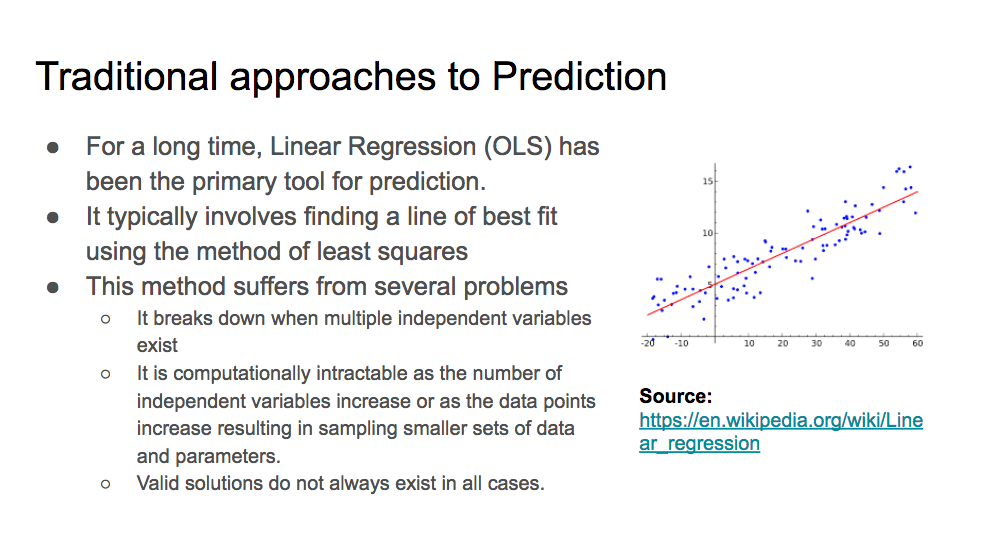 Traditional approaches to Prediction
● For a long time, Linear Regression (OLS) has
been the primary tool for prediction.
● It typically involves finding a line of best fit
using the method of least squares
● This method suffers from several problems
○ It breaks down when multiple independent variables
exist
○ It is computationally intractable as the number of
independent variables increase or as the data points
increase resulting in sampling smaller sets of data
and parameters.
○ Valid solutions do not always exist in all cases.
15
10
5
-20 -10 10 20 30 40 50 60
Source:
https://en.wikipedia.org/wiki/Line
ar_regression